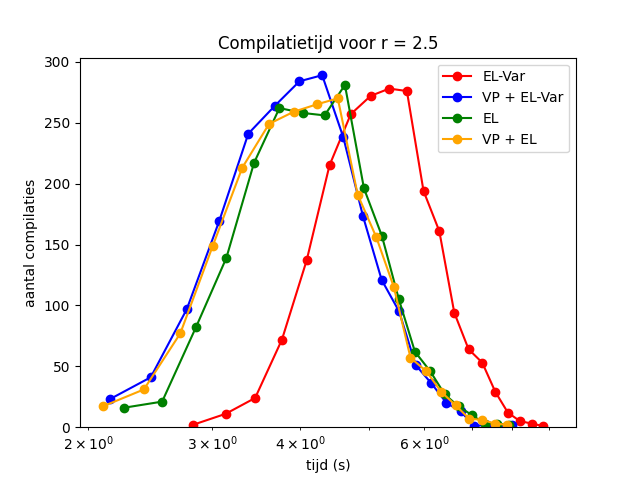 Compilatietijd voor r = 2.5
300
250
200
150
100
50
0
aantal compilaties
EL-Var
VP + EL-Var
EL
VP + EL
2 × 10⁰
3 × 10⁰
4 × 10⁰
6 × 10⁰
tijd (s)